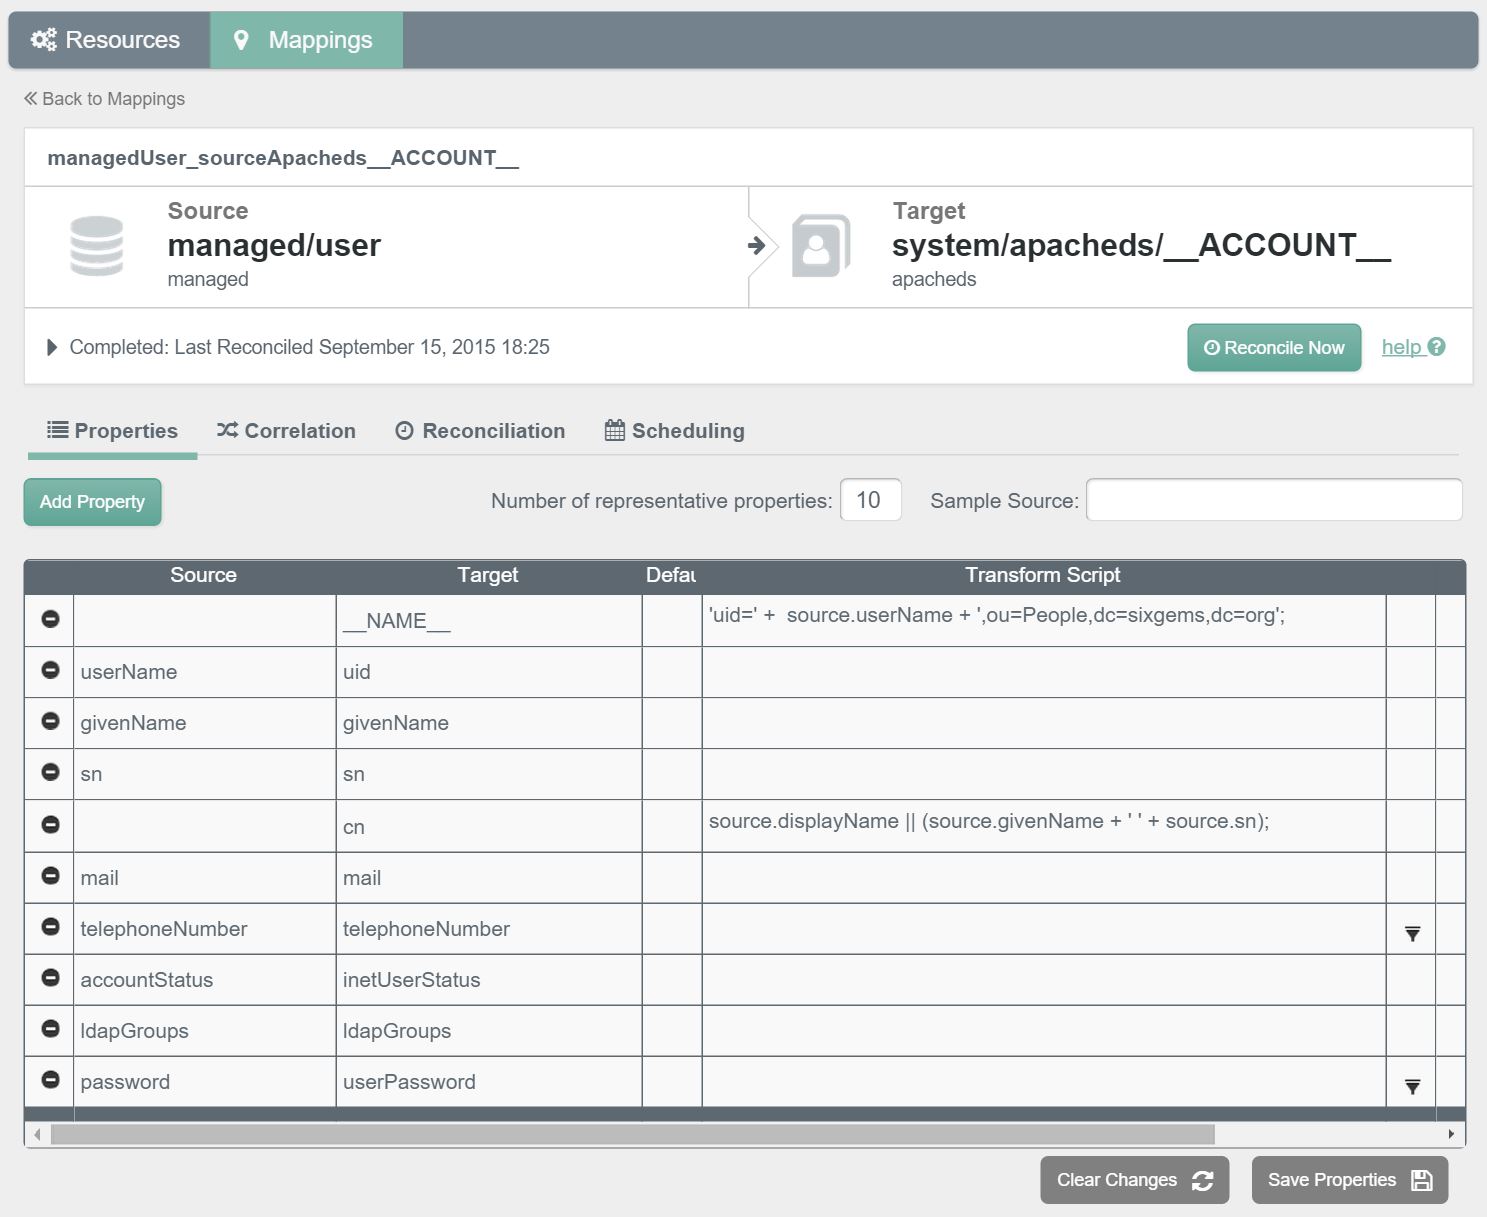 Resources Mappings
Back to Mappings
managedUser_sourceApacheds__ACCOUNT__
Source
managed/user
managed
Target
system/apacheds/__ACCOUNT__
apacheds
Completed: Last Reconciled September 15, 2015 18:25
Reconcile Now help
Properties Correlation Reconciliation Scheduling
Add Property Number of representative properties: 10 Sample Source:
Source Target Defau Transform Script
__NAME__ 'uid=' + source.userName + ',ou=People,dc=sixgems,dc=org';
userName uid
givenName givenName
sn sn
cn source.displayName || (source.givenName + ' ' + source.sn);
mail mail
telephoneNumber telephoneNumber
accountStatus inetUserStatus
ldapGroups ldapGroups
password userPassword
Clear Changes Save Properties